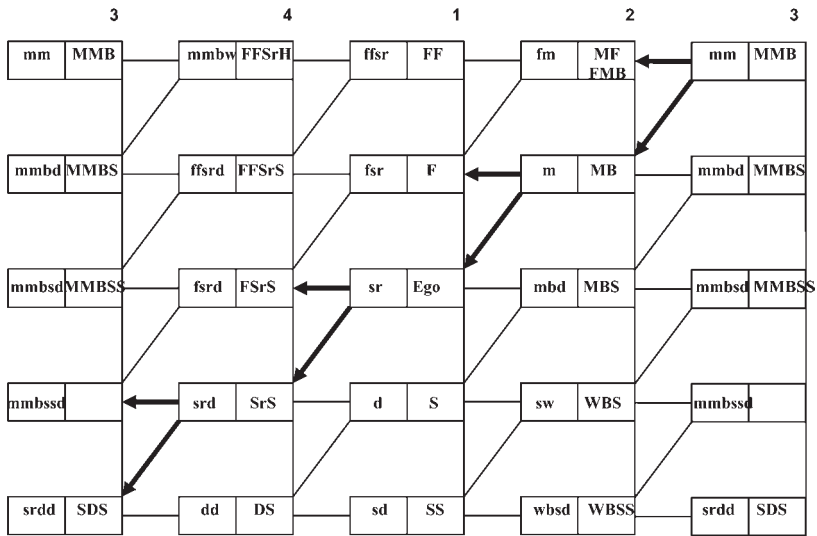 3 4 1 2 3
mm MMB mmbw FFSrH ffsr FF fm MF mm MMB
FMB
mmbd MMBS ffsrd FFSrS fsr F m MB mmbd MMBS
mmbsd MMBSS fsrd FSrS sr Ego mbd MBS mmbsd MMBSS
mmbssd srd SrS d S sw WBS mmbssd
srdd SDS dd DS sd SS wbsd WBSS srdd SDS